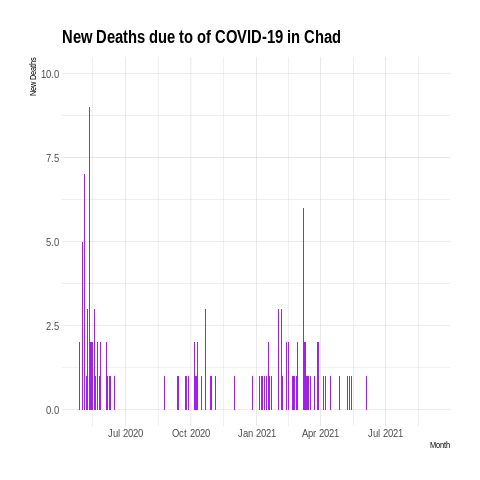 New Deaths due to of COVID-19 in Chad
New Deaths
10.0
7.5
5.0
2.5
0.0
Jul 2020 Oct 2020 Jan 2021 Apr 2021 Jul 2021
Month